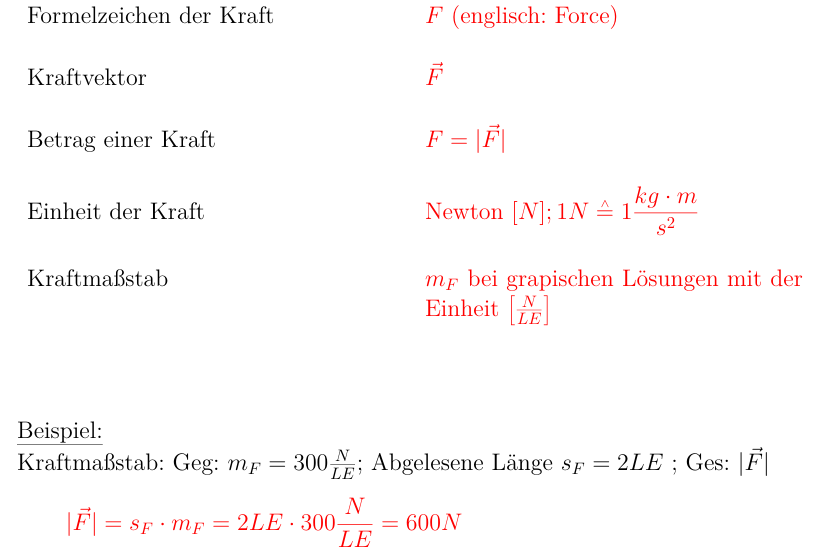 Formelzeichen der Kraft F (englisch: Force)
Kraftvektor $\vec{F}$
Betrag einer Kraft $F = |\vec{F}|$
Einheit der Kraft Newton $[N]; 1N \stackrel{\wedge}{=} 1\frac{kg \cdot m}{s^2}$
Kraftmaßstab $m_F$ bei grapischen Lösungen mit der
Einheit $\left[\frac{N}{LE}\right]$
Beispiel:
Kraftmaßstab: Geg: $m_F = 300\frac{N}{LE}$; Abgelesene Länge $s_F = 2LE$ ; Ges: $|\vec{F}|$
$|\vec{F}| = s_F \cdot m_F = 2LE \cdot 300\frac{N}{LE} = 600N$